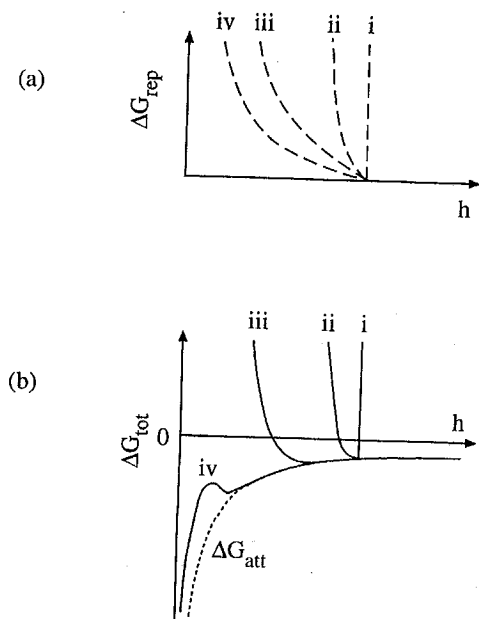 (a)
ΔG_rep
iv iii ii i
h
(b)
ΔG_tot
0
iii ii i
h
iv
ΔG_att